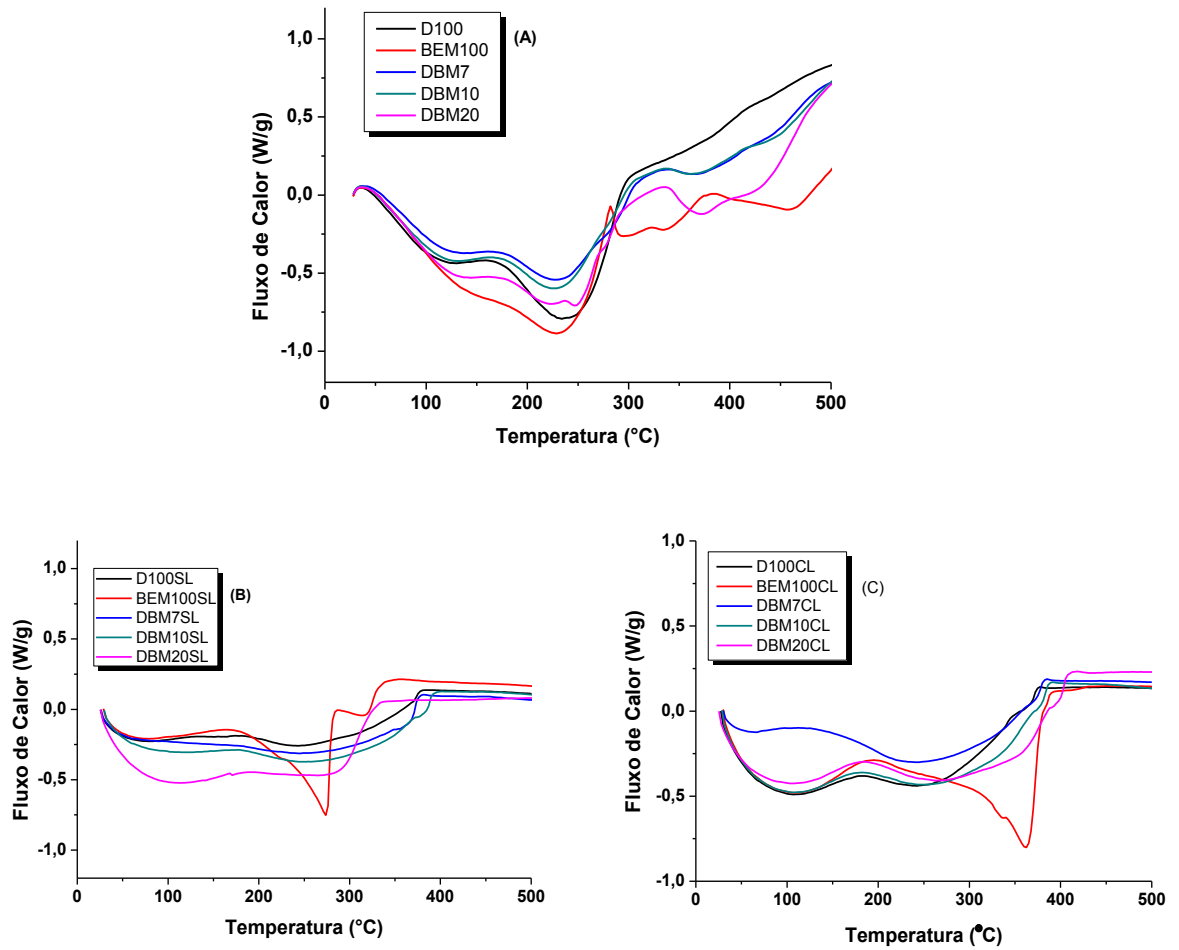 (A)
D100
BEM100
DBM7
DBM10
DBM20
Fluxo de Calor (W/g)
1,0
0,5
0,0
-0,5
-1,0
0 100 200 300 400 500
Temperatura (°C)
(B)
D100SL
BEM100SL
DBM7SL
DBM10SL
DBM20SL
Fluxo de Calor (W/g)
1,0
0,5
0,0
-0,5
-1,0
0 100 200 300 400 500
Temperatura (°C)
(C)
D100CL
BEM100CL
DBM7CL
DBM10CL
DBM20CL
Fluxo de Calor (W/g)
1,0
0,5
0,0
-0,5
-1,0
0 100 200 300 400 500
Temperatura (°C)